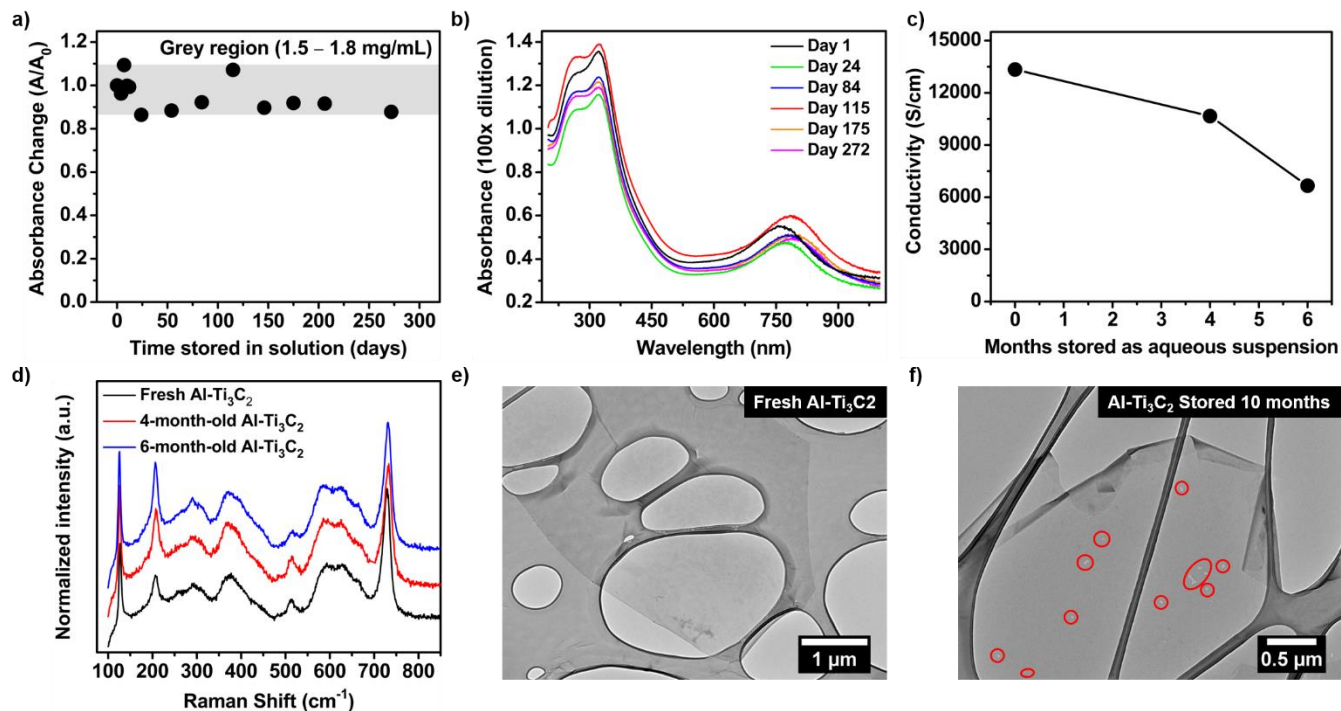 a)
Absorbance Change (A/A₀)
1.2
1.0
0.8
0.6
0.4
0.2
0.0
Grey region (1.5 – 1.8 mg/mL)
0 50 100 150 200 250 300
Time stored in solution (days)
b)
Absorbance (100x dilution)
1.4
1.2
1.0
0.8
0.6
0.4
0.2
Day 1
Day 24
Day 84
Day 115
Day 175
Day 272
300 450 600 750 900
Wavelength (nm)
c)
Conductivity (S/cm)
15000
12000
9000
6000
3000
0
0 1 2 3 4 5 6
Months stored as aqueous suspension
d)
Normalized intensity (a.u.)
Fresh Al-Ti₃C₂
4-month-old Al-Ti₃C₂
6-month-old Al-Ti₃C₂
100 200 300 400 500 600 700 800
Raman Shift (cm⁻¹)
e)
Fresh Al-Ti₃C2
1 µm
f)
Al-Ti₃C₂ Stored 10 months
0.5 µm